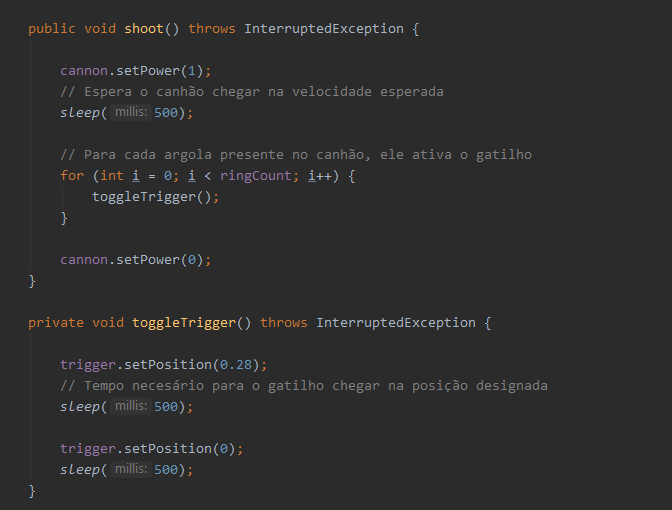 public void shoot() throws InterruptedException {
cannon.setPower(1);
// Espera o canhão chegar na velocidade esperada
sleep( millis: 500);
// Para cada argola presente no canhão, ele ativa o gatilho
for (int i = 0; i < ringCount; i++) {
toggleTrigger();
}
cannon.setPower(0);
}
private void toggleTrigger() throws InterruptedException {
trigger.setPosition(0.28);
// Tempo necesário para o gatilho chegar na posição designada
sleep( millis: 500);
trigger.setPosition(0);
sleep( millis: 500);
}